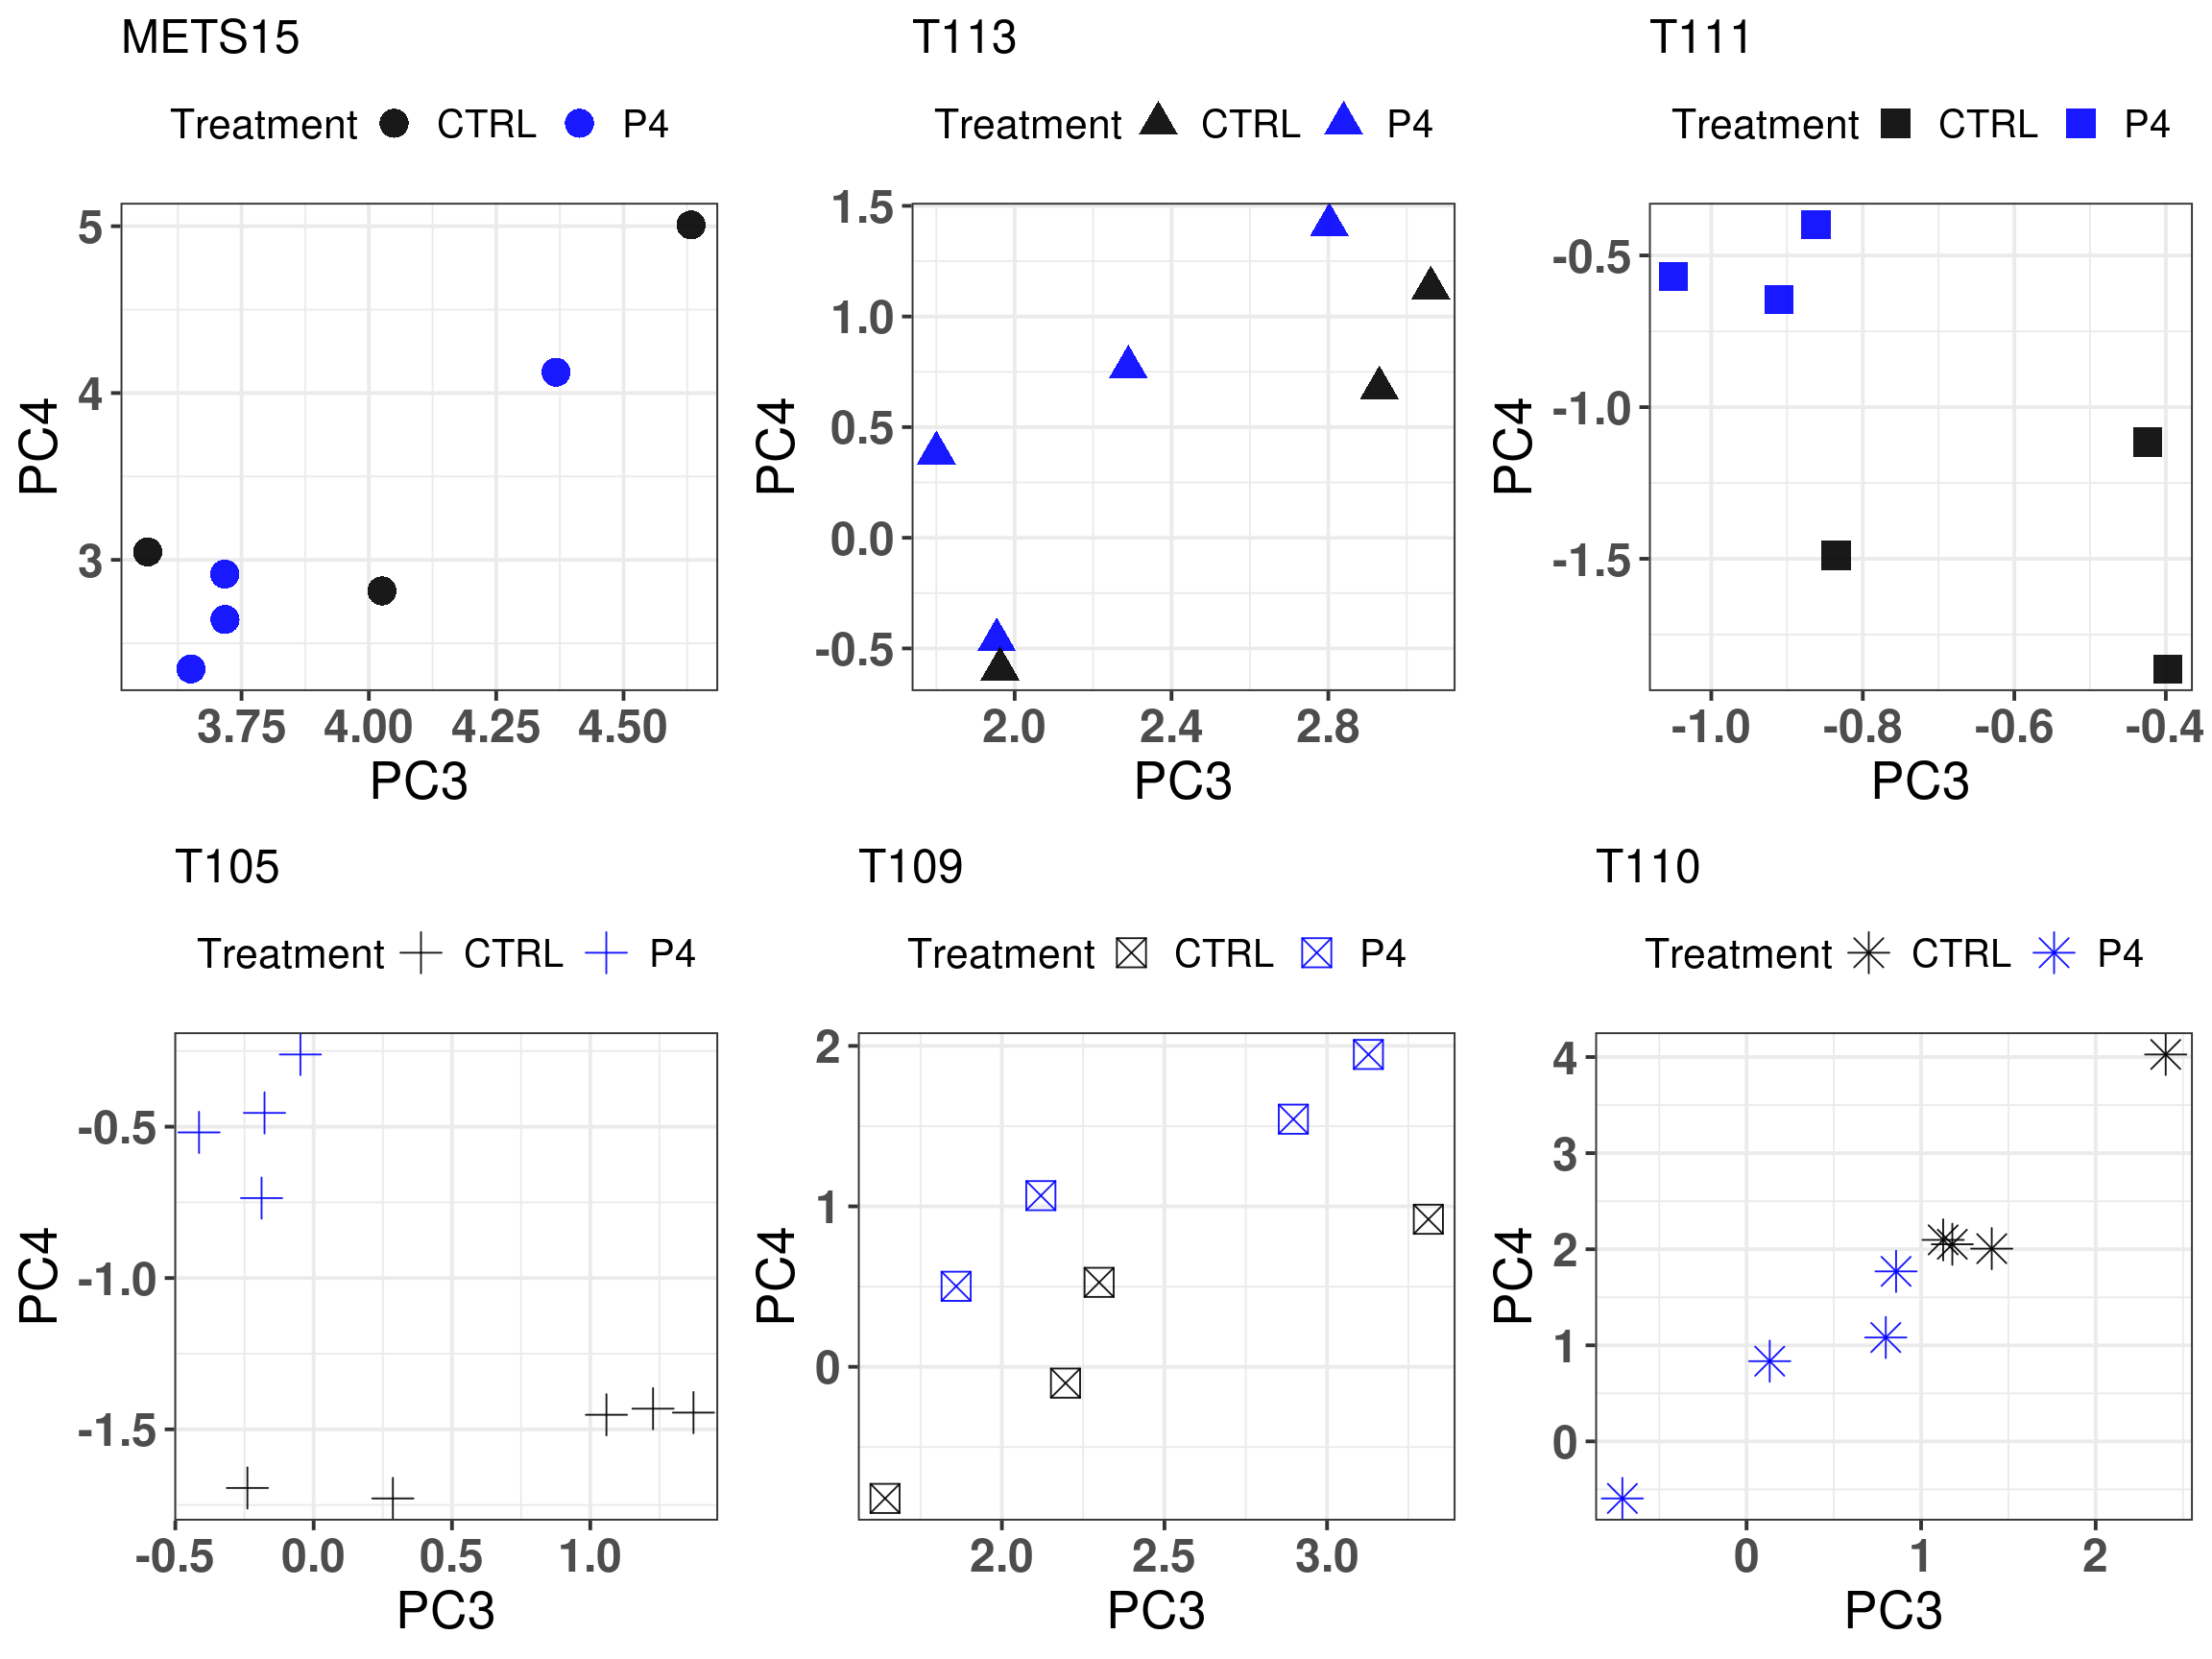 METS15
Treatment CTRL P4
5
4
3
PC4
3.75 4.00 4.25 4.50
PC3
T113
Treatment CTRL P4
1.5
1.0
0.5
0.0
-0.5
PC4
2.0 2.4 2.8
PC3
T111
Treatment CTRL P4
-0.5
-1.0
-1.5
PC4
-1.0 -0.8 -0.6 -0.4
PC3
T105
Treatment CTRL P4
-0.5
-1.0
-1.5
PC4
-0.5 0.0 0.5 1.0
PC3
T109
Treatment CTRL P4
2
1
0
PC4
2.0 2.5 3.0
PC3
T110
Treatment CTRL P4
4
3
2
1
0
PC4
0 1 2
PC3